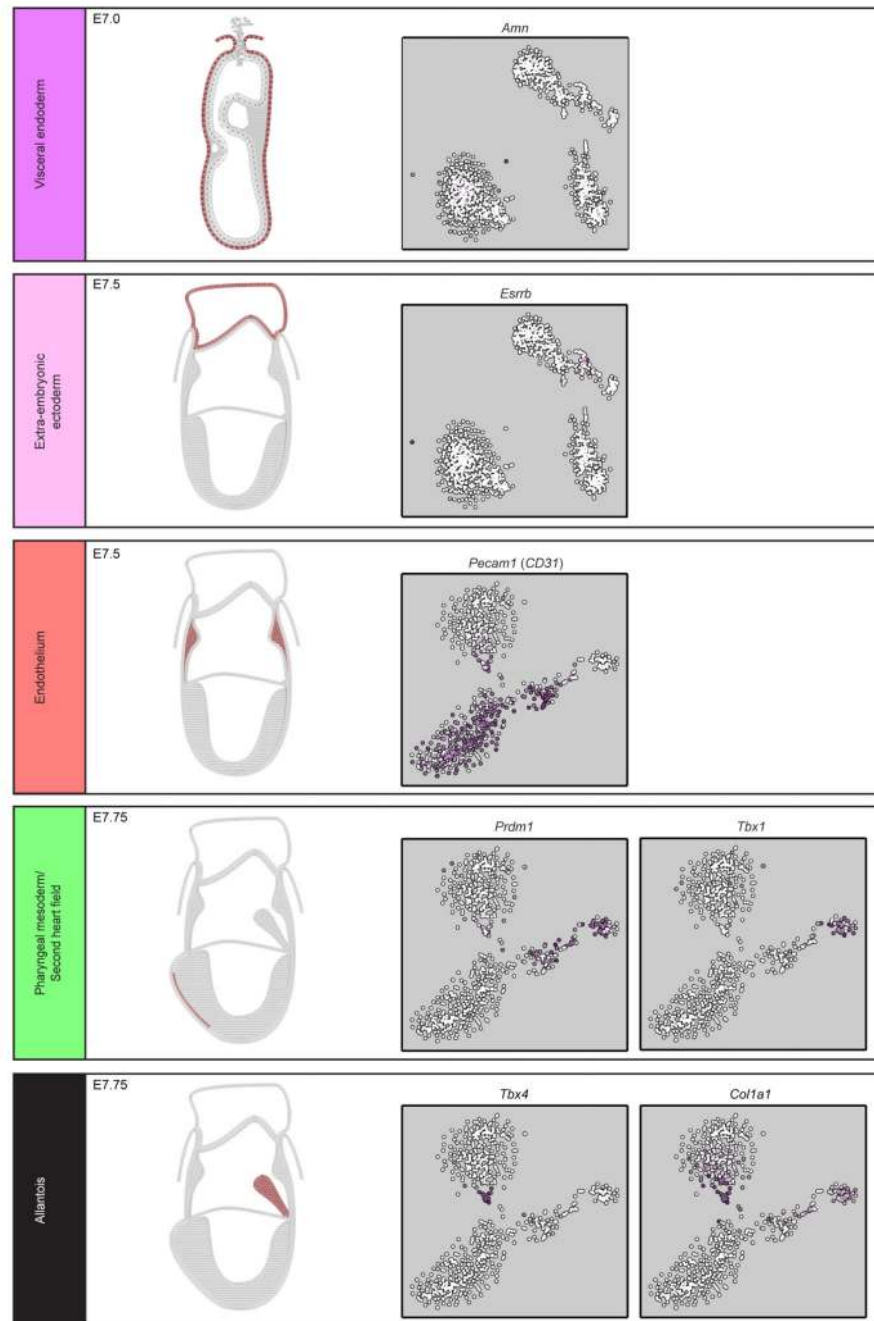 E7.0
Amn
Visceral endoderm
E7.5
Esrrb
Extra-embryonic
ectoderm
E7.5
Pecam1 (CD31)
Endothelium
E7.75
Prdm1
Tbx1
Pharyngeal mesoderm/
Second heart field
E7.75
Tbx4
Col1a1
Allantois